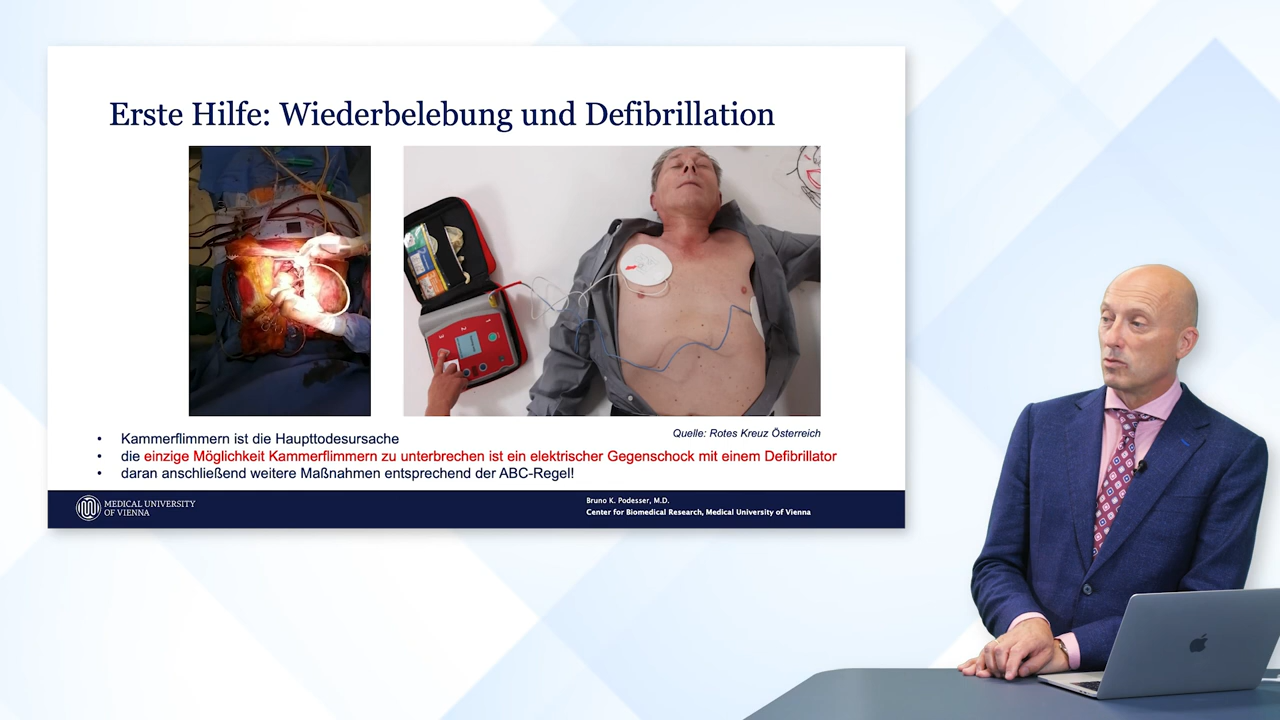 Erste Hilfe: Wiederbelebung und Defibrillation
Quelle: Rotes Kreuz Österreich
• Kammerflimmern ist die Haupttodesursache
• die einzige Möglichkeit Kammerflimmern zu unterbrechen ist ein elektrischer Gegenschock mit einem Defibrillator
• daran anschließend weitere Maßnahmen entsprechend der ABC-Regel!
MEDICAL UNIVERSITY
OF VIENNA
Bruno K. Podesser, M.D.
Center for Biomedical Research, Medical University of Vienna